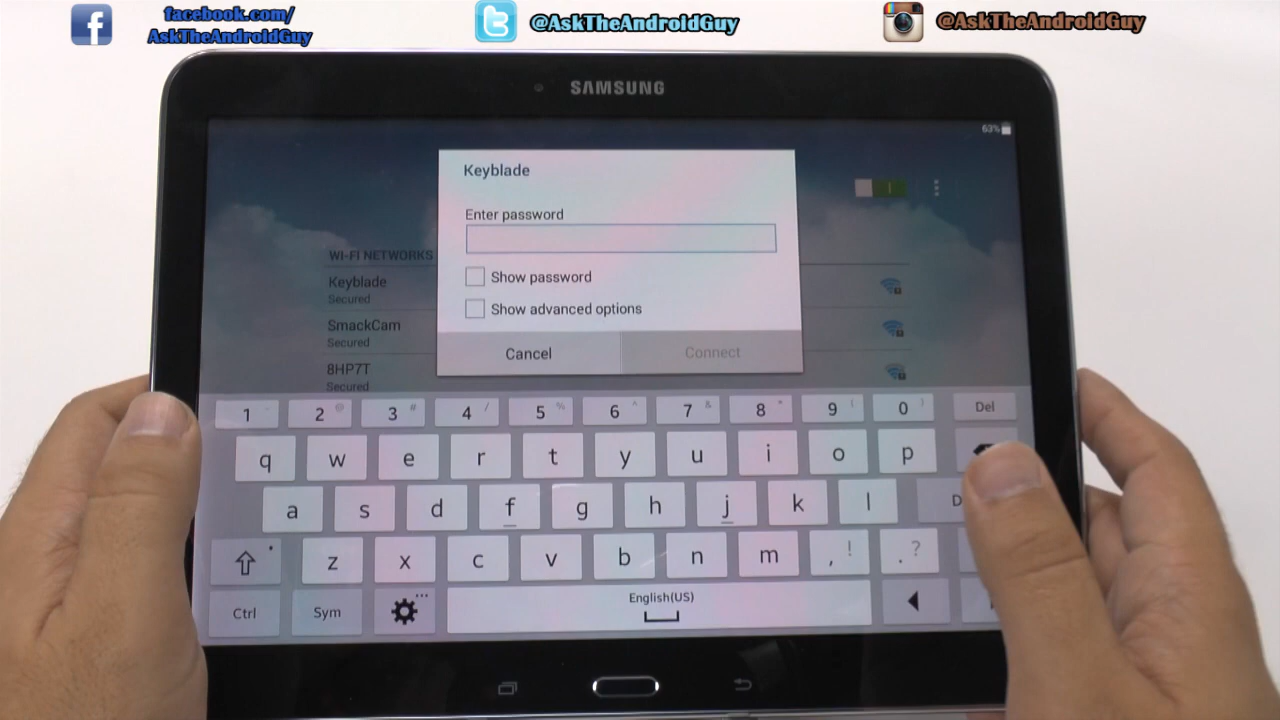 facebook.com/
AskTheAndroidGuy
@AskTheAndroidGuy
@AskTheAndroidGuy
SAMSUNG
63%
Keyblade
Enter password
WI-FI NETWORKS
Keyblade
Secured
Show password
Show advanced options
SmackCam
Secured
Cancel
Connect
8HP7T
Secured
1 2 @ 3 # 4 / 5 % 6 ^ 7 & 8 * 9 ( 0 ) Del
q w e r t y u i o p
a s d f g h j k l D
z x c v b n m , ! . ?
Ctrl Sym English(US)